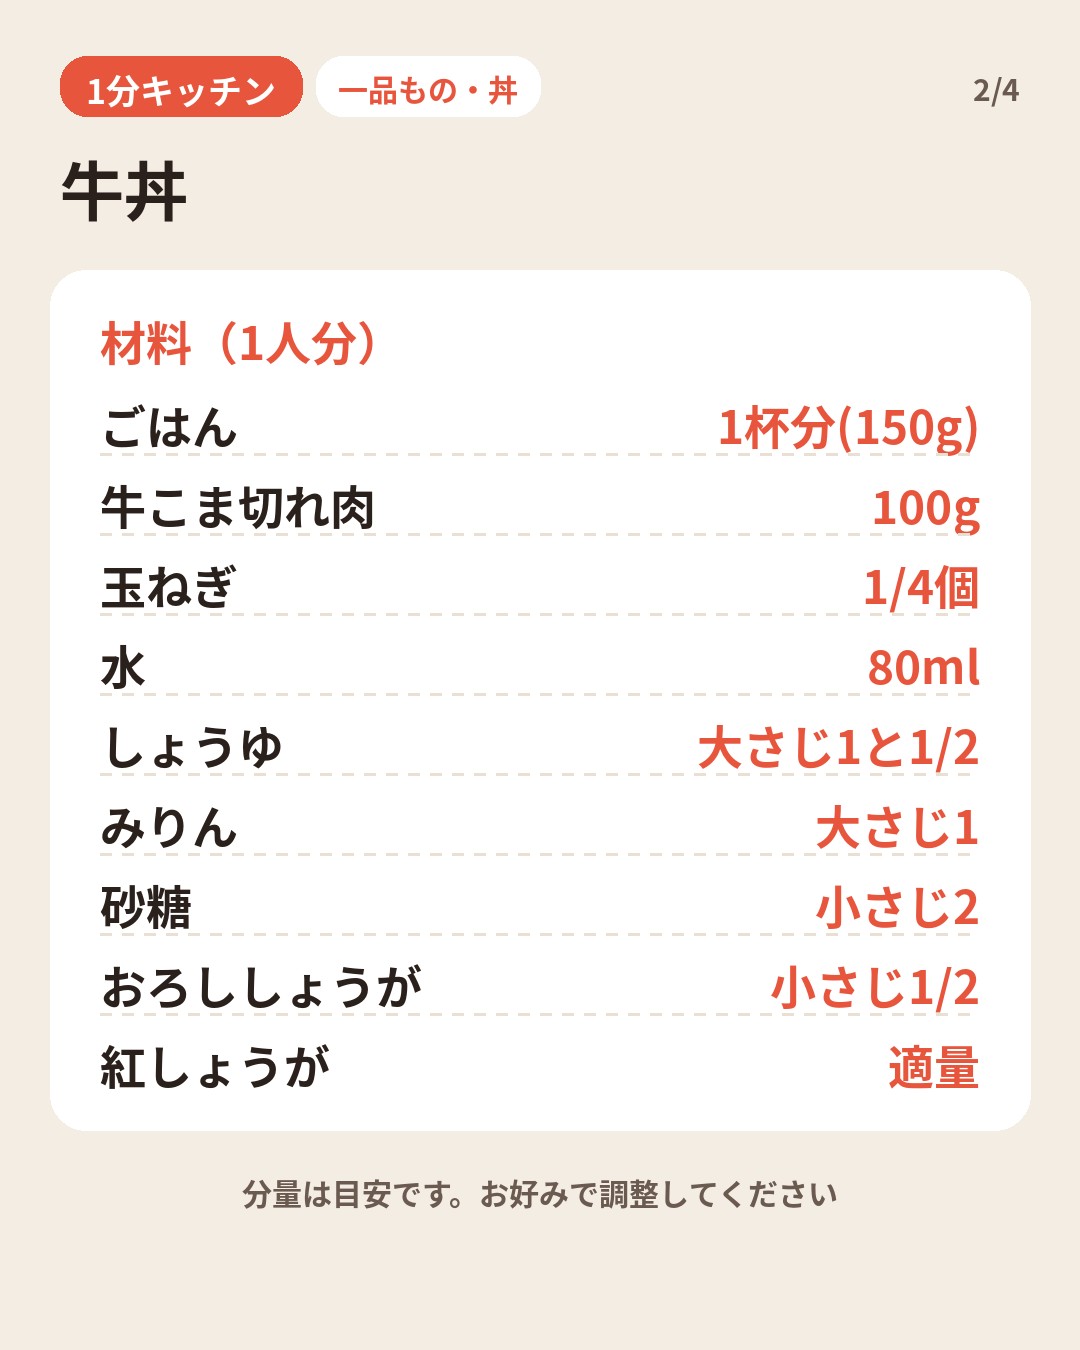 1分キッチン 一品もの・丼 2/4
牛丼
材料（1人分）
ごはん 1杯分(150g)
牛こま切れ肉 100g
玉ねぎ 1/4個
水 80ml
しょうゆ 大さじ1と1/2
みりん 大さじ1
砂糖 小さじ2
おろししょうが 小さじ1/2
紅しょうが 適量
分量は目安です。お好みで調整してください